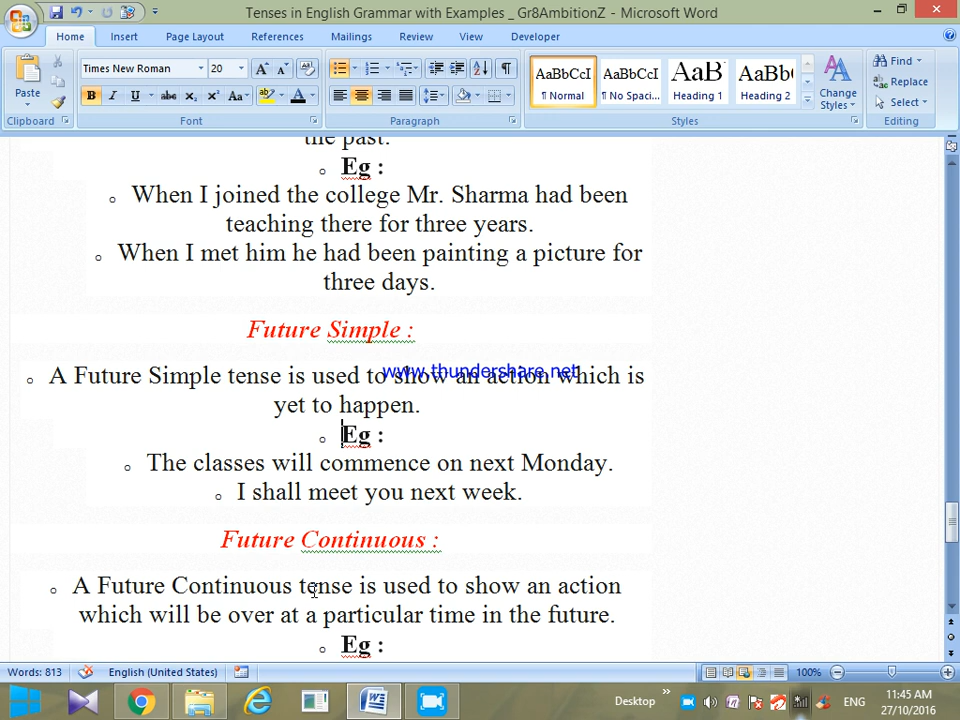 Tenses in English Grammar with Examples _ Gr8AmbitionZ - Microsoft Word
Home Insert Page Layout References Mailings Review View Developer
Times New Roman 20
Paste
AaBbCcI AaBbCcI AaB AaBb(
¶ Normal ¶ No Spaci... Heading 1 Heading 2
Change Styles
Find
Replace
Select
Clipboard Font Paragraph Styles Editing
the past.
Eg :
When I joined the college Mr. Sharma had been
teaching there for three years.
When I met him he had been painting a picture for
three days.
Future Simple :
A Future Simple tense is used to show an action which is
www.thundershare.net
yet to happen.
Eg :
The classes will commence on next Monday.
I shall meet you next week.
Future Continuous :
A Future Continuous tense is used to show an action
which will be over at a particular time in the future.
Eg :
Words: 813 English (United States) 100%
Desktop ENG 11:45 AM
27/10/2016